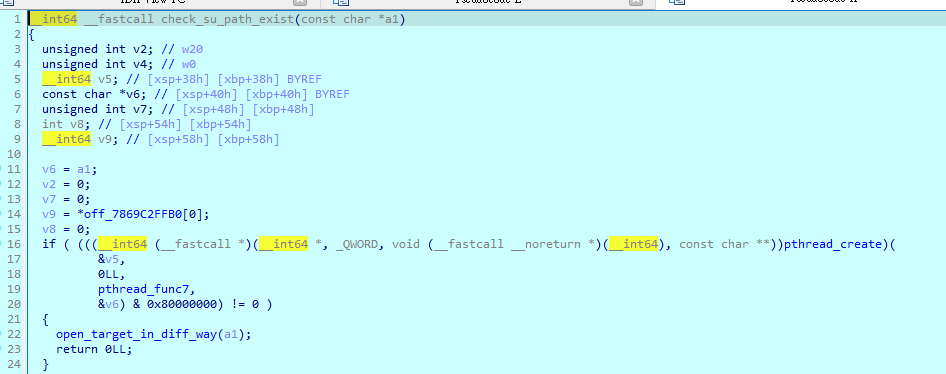 1 __int64 __fastcall check_su_path_exist(const char *a1)
2 {
3 unsigned int v2; // w20
4 unsigned int v4; // w0
5 __int64 v5; // [xsp+38h] [xbp+38h] BYREF
6 const char *v6; // [xsp+40h] [xbp+40h] BYREF
7 unsigned int v7; // [xsp+48h] [xbp+48h]
8 int v8; // [xsp+54h] [xbp+54h]
9 __int64 v9; // [xsp+58h] [xbp+58h]
10
11 v6 = a1;
12 v2 = 0;
13 v7 = 0;
14 v9 = *off_7869C2FFB0[0];
15 v8 = 0;
16 if ( (((__int64 (__fastcall *)(__int64 *, _QWORD, void (__fastcall __noreturn *)(__int64), const char **))pthread_create)(
17 &v5,
18 0LL,
19 pthread_func7,
20 &v6) & 0x80000000) != 0 )
21 {
22 open_target_in_diff_way(a1);
23 return 0LL;
24 }